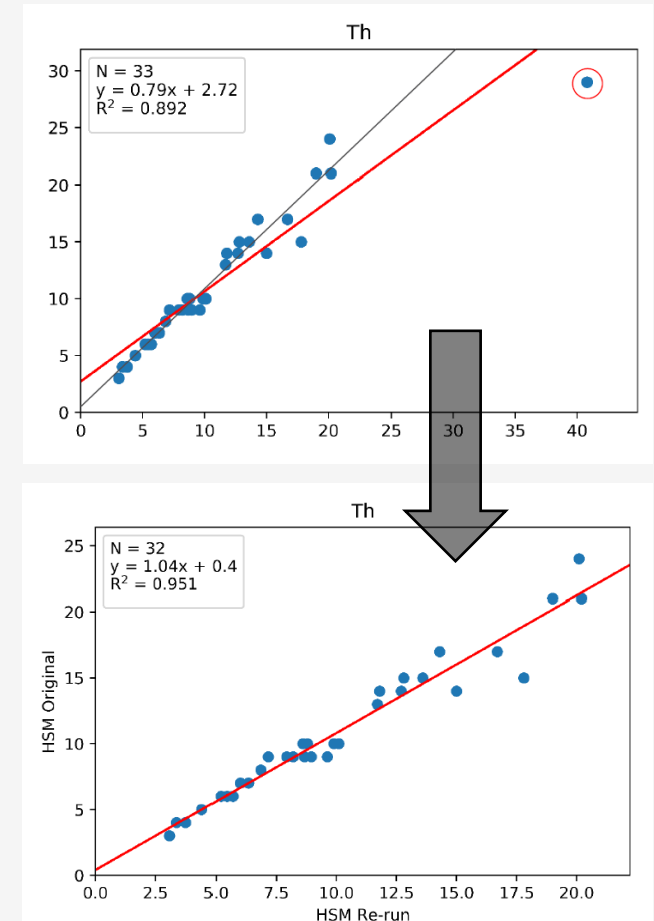 Th
N = 33
y = 0.79x + 2.72
R² = 0.892
30
25
20
15
10
5
0
0 5 10 15 20 25 30 35 40
Th
N = 32
y = 1.04x + 0.4
R² = 0.951
25
20
15
10
5
0
HSM Original
0.0 2.5 5.0 7.5 10.0 12.5 15.0 17.5 20.0
HSM Re-run